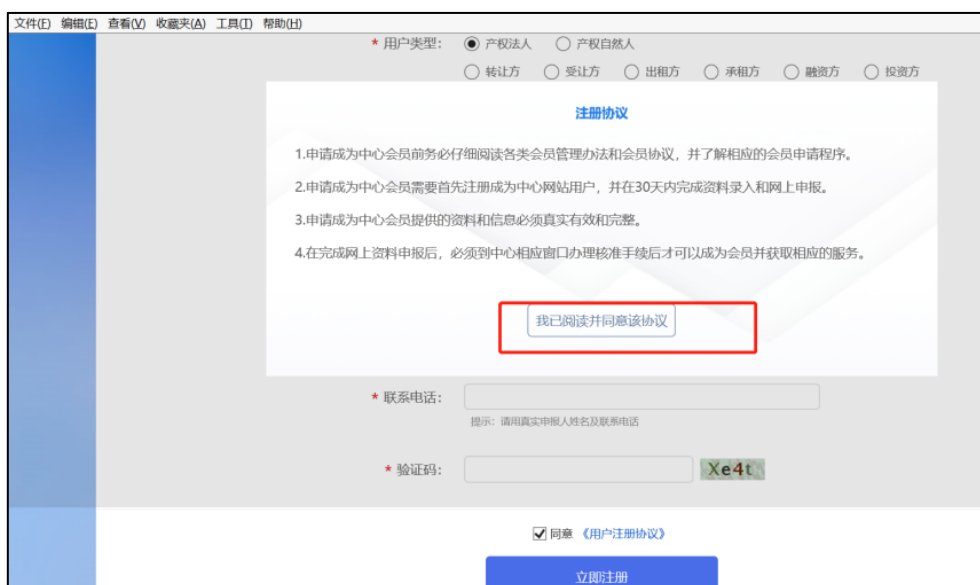 文件(F) 编辑(E) 查看(V) 收藏夹(A) 工具(T) 帮助(H)
* 用户类型： 产权法人 产权自然人
转让方 受让方 出租方 承租方 融资方 投资方
注册协议
1.申请成为中心会员前务必仔细阅读各类会员管理办法和会员协议，并了解相应的会员申请程序。
2.申请成为中心会员需要首先注册成为中心网站用户，并在30天内完成资料录入和网上申报。
3.申请成为中心会员提供的资料和信息必须真实有效和完整。
4.在完成网上资料申报后，必须到中心相应窗口办理核准手续后才可以成为会员并获取相应的服务。
我已阅读并同意该协议
* 联系电话：
提示：请用真实申报人姓名及联系电话
* 验证码： Xe4t
同意 《用户注册协议》
立即注册